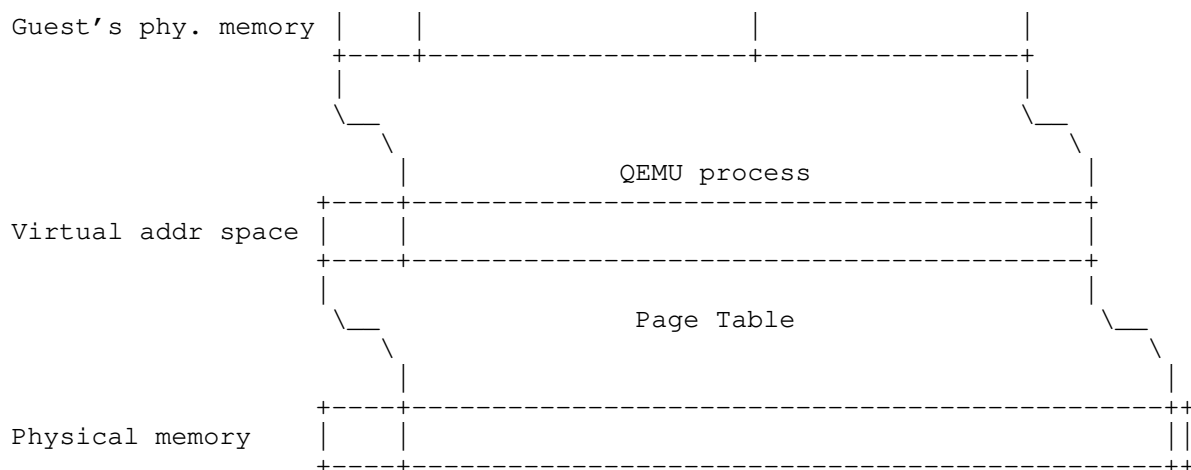 Guest's phy. memory
QEMU process
Virtual addr space
Page Table
Physical memory